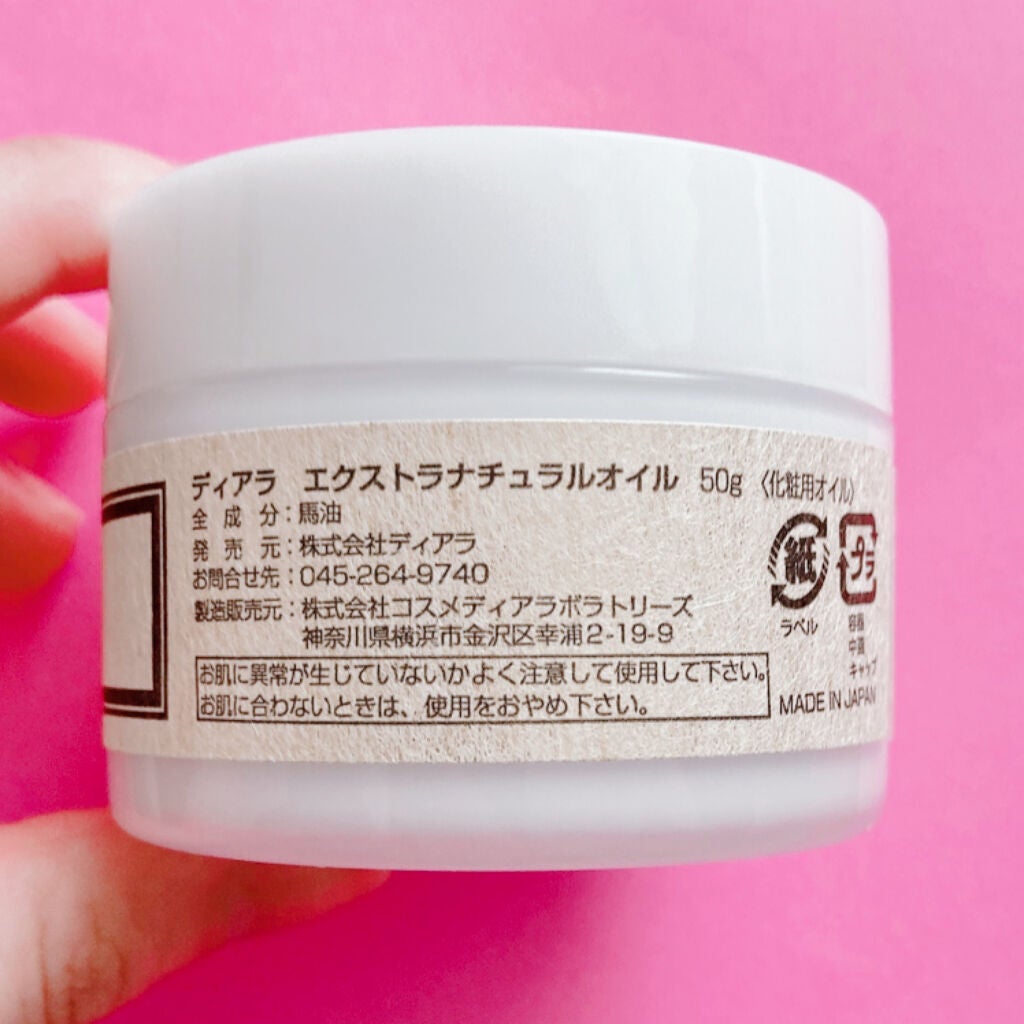 ディアラ エクストラナチュラルオイル 50g 〈化粧用オイル〉
全成分：馬油
発売元：株式会社ディアラ
お問合せ先：045-264-9740
製造販売元：株式会社コスメディアラボラトリーズ
神奈川県横浜市金沢区幸浦2-19-9
お肌に異常が生じていないかよく注意して使用して下さい。
お肌に合わないときは、使用をおやめ下さい。
紙
ラベル
プラ
容器
中蓋
キャップ
MADE IN JAPAN